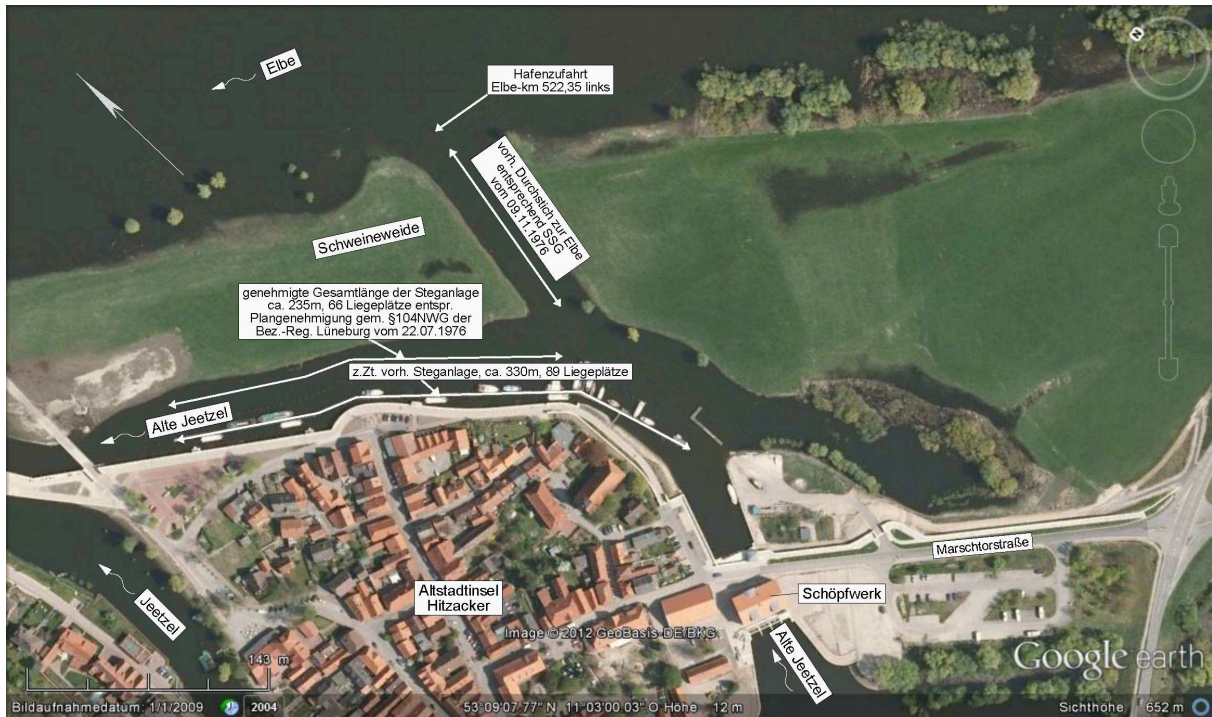 Elbe
Hafenzufahrt
Elbe-km 522,35 links
vorh. Durchstich zur Elbe
entsprechend SSG
vom 09.11.1976
Schweineweide
genehmigte Gesamtlänge der Steganlage
ca. 235m, 66 Liegeplätze entspr.
Plangenehmigung gem. §104NWG der
Bez.-Reg. Lüneburg vom 22.07.1976
z.Zt. vorh. Steganlage, ca. 330m, 89 Liegeplätze
Alte Jeetzel
Marschtorstraße
Altstadtinsel
Hitzacker
Schöpfwerk
Jeetzel
Alte Jeetzel
Image © 2012 GeoBasis-DE/BKG
143 m
Google earth
Bildaufnahmedatum: 1/1/2009 2004 53°09'07.77" N 11°03'00.03" O Höhe 12 m Sichthöhe 652 m